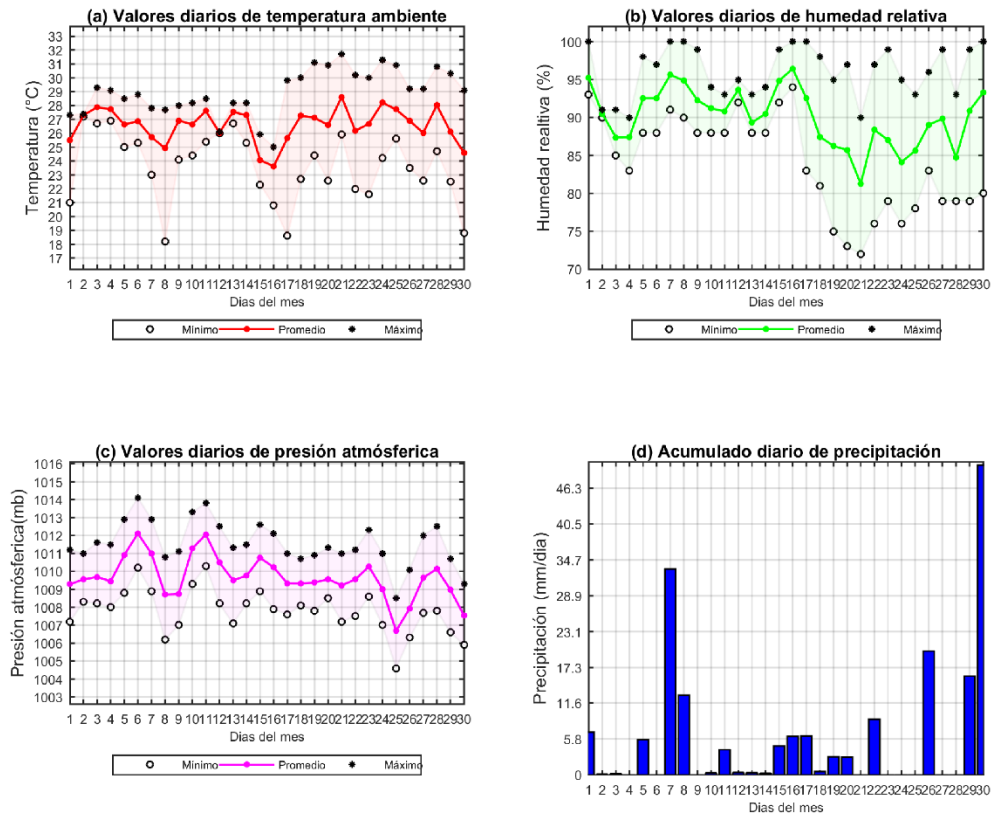 (a) Valores diarios de temperatura ambiente
Temperatura (°C)
33
32
31
30
29
28
27
26
25
24
23
22
21
20
19
18
17
1 2 3 4 5 6 7 8 9 10 11 12 13 14 15 16 17 18 19 20 21 22 23 24 25 26 27 28 29 30
Dias del mes
Mínimo Promedio Máximo
(b) Valores diarios de humedad relativa
Humedad realtiva (%)
100
95
90
85
80
75
70
1 2 3 4 5 6 7 8 9 10 11 12 13 14 15 16 17 18 19 20 21 22 23 24 25 26 27 28 29 30
Dias del mes
Mínimo Promedio Máximo
(c) Valores diarios de presión atmósferica
Presión atmósferica(mb)
1016
1015
1014
1013
1012
1011
1010
1009
1008
1007
1006
1005
1004
1003
1 2 3 4 5 6 7 8 9 10 11 12 13 14 15 16 17 18 19 20 21 22 23 24 25 26 27 28 29 30
Dias del mes
Mínimo Promedio Máximo
(d) Acumulado diario de precipitación
Precipitación (mm/dia)
46.3
40.5
34.7
28.9
23.1
17.3
11.6
5.8
0
1 2 3 4 5 6 7 8 9 10 11 12 13 14 15 16 17 18 19 20 21 22 23 24 25 26 27 28 29 30
Dias del mes